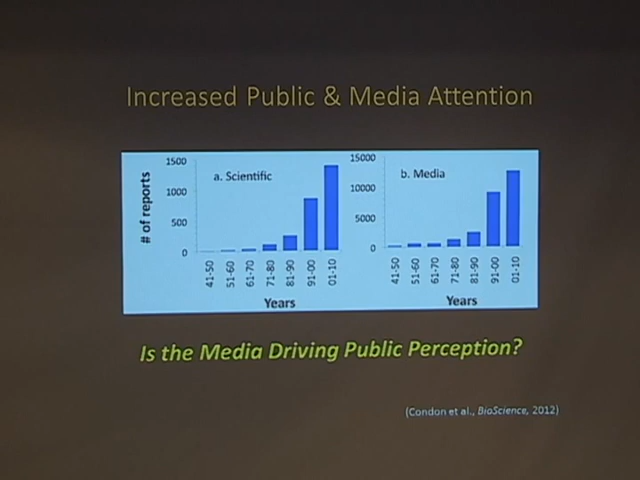 Increased Public & Media Attention
# of reports
1500
1000
500
0
a. Scientific
41-50
51-60
61-70
71-80
81-90
91-00
01-10
Years
15000
10000
5000
0
b. Media
41-50
51-60
61-70
71-80
81-90
91-00
01-10
Years
Is the Media Driving Public Perception?
(Condon et al., BioScience, 2012)